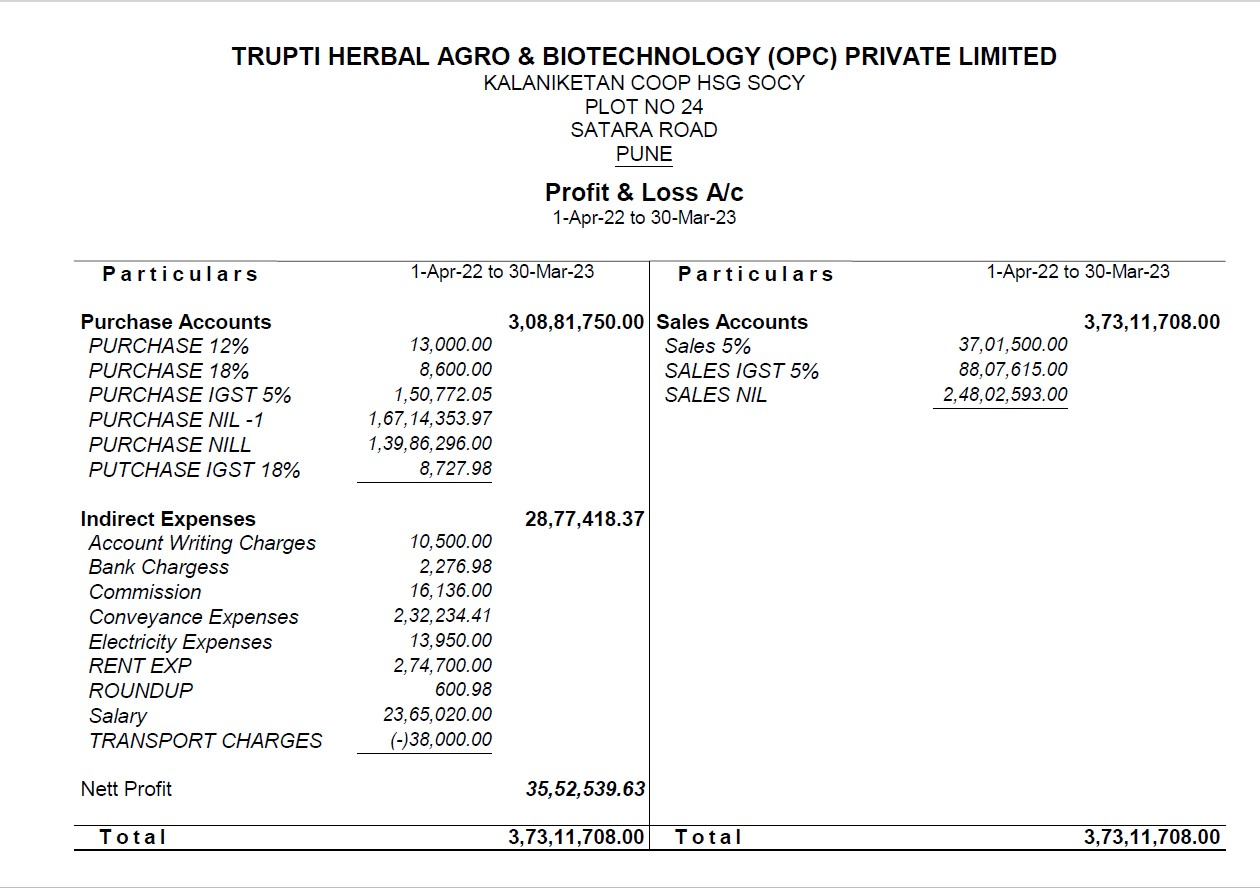 TRUPTI HERBAL AGRO & BIOTECHNOLOGY (OPC) PRIVATE LIMITED
KALANIKETAN COOP HSG SOCY
PLOT NO 24
SATARA ROAD
PUNE
Profit & Loss A/c
1-Apr-22 to 30-Mar-23
Particulars 1-Apr-22 to 30-Mar-23 Particulars 1-Apr-22 to 30-Mar-23
Purchase Accounts 3,08,81,750.00 Sales Accounts 3,73,11,708.00
PURCHASE 12% 13,000.00 Sales 5% 37,01,500.00
PURCHASE 18% 8,600.00 SALES IGST 5% 88,07,615.00
PURCHASE IGST 5% 1,50,772.05 SALES NIL 2,48,02,593.00
PURCHASE NIL -1 1,67,14,353.97
PURCHASE NILL 1,39,86,296.00
PUTCHASE IGST 18% 8,727.98
Indirect Expenses 28,77,418.37
Account Writing Charges 10,500.00
Bank Chargess 2,276.98
Commission 16,136.00
Conveyance Expenses 2,32,234.41
Electricity Expenses 13,950.00
RENT EXP 2,74,700.00
ROUNDUP 600.98
Salary 23,65,020.00
TRANSPORT CHARGES (-)38,000.00
Nett Profit 35,52,539.63
Total 3,73,11,708.00 Total 3,73,11,708.00